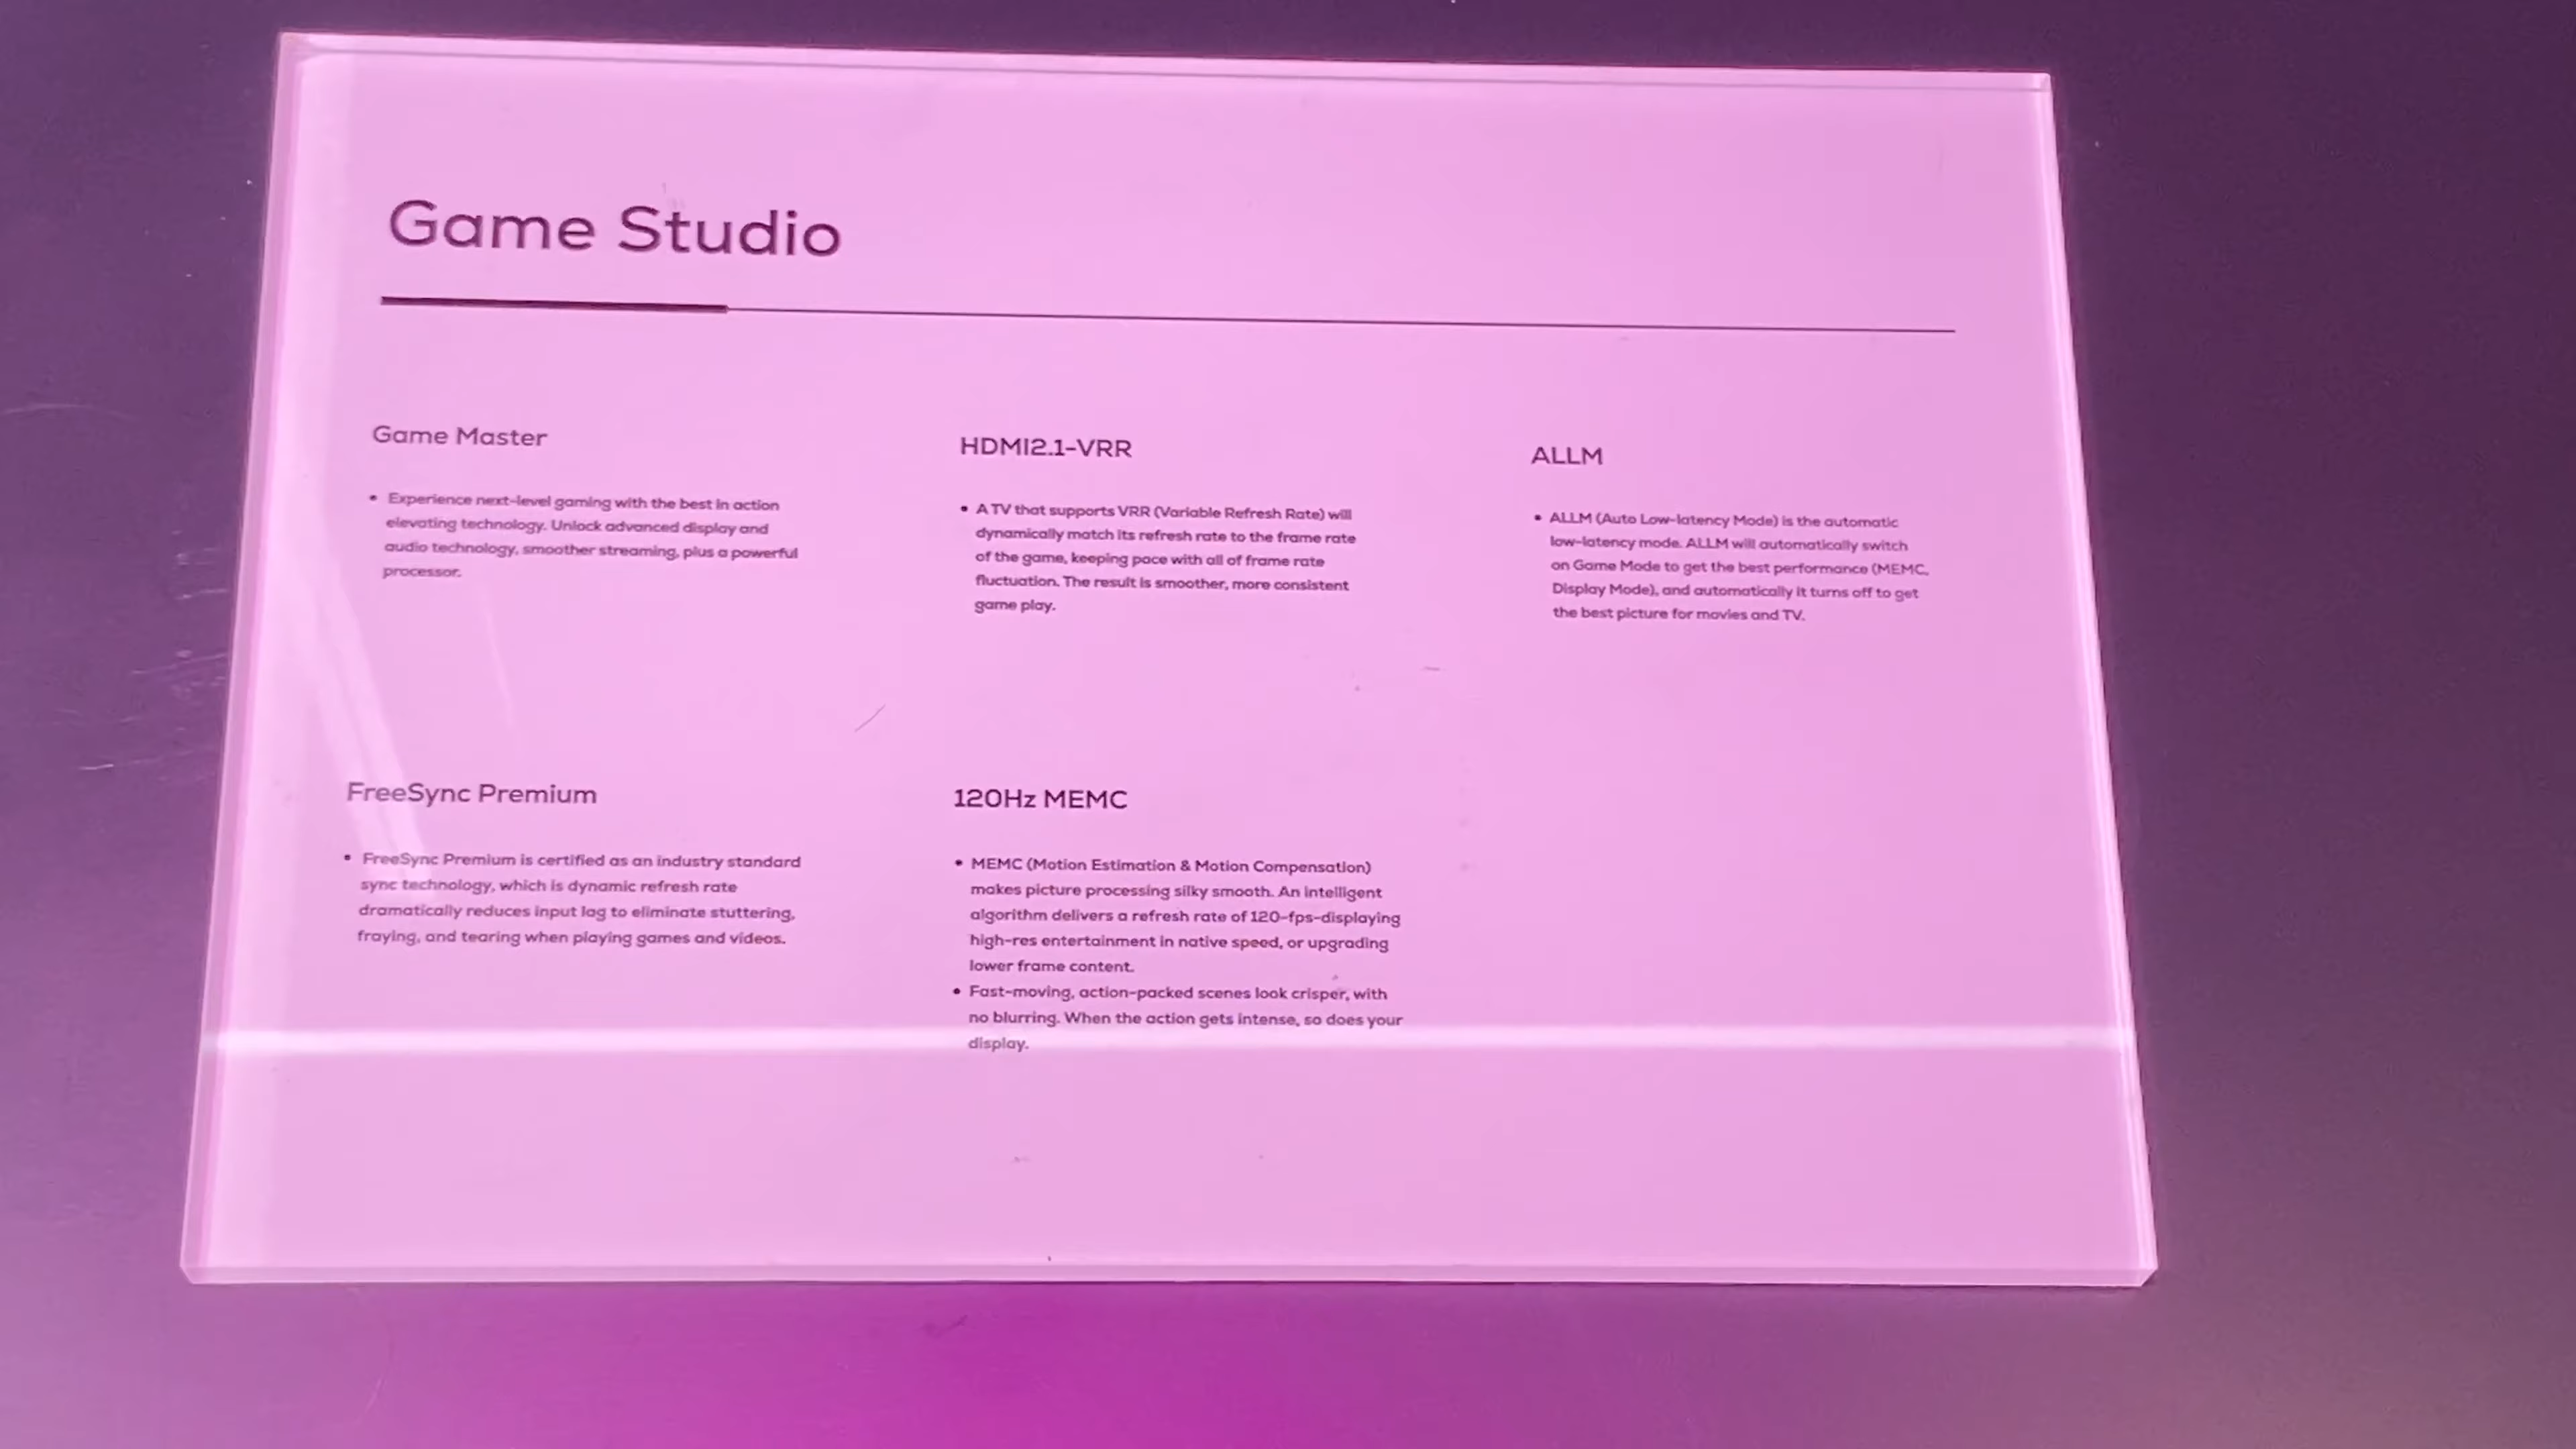 Game Studio
Game Master
• Experience next-level gaming with the best in action
elevating technology. Unlock advanced display and
audio technology, smoother streaming, plus a powerful
processor.
HDMI2.1-VRR
• A TV that supports VRR (Variable Refresh Rate) will
dynamically match its refresh rate to the frame rate
of the game, keeping pace with all of frame rate
fluctuation. The result is smoother, more consistent
game play.
ALLM
• ALLM (Auto Low-latency Mode) is the automatic
low-latency mode. ALLM will automatically switch
on Game Mode to get the best performance (MEMC,
Display Mode), and automatically it turns off to get
the best picture for movies and TV.
FreeSync Premium
• FreeSync Premium is certified as an industry standard
sync technology, which is dynamic refresh rate
dramatically reduces input lag to eliminate stuttering,
fraying, and tearing when playing games and videos.
120Hz MEMC
• MEMC (Motion Estimation & Motion Compensation)
makes picture processing silky smooth. An intelligent
algorithm delivers a refresh rate of 120-fps-displaying
high-res entertainment in native speed, or upgrading
lower frame content.
• Fast-moving, action-packed scenes look crisper, with
no blurring. When the action gets intense, so does your
display.